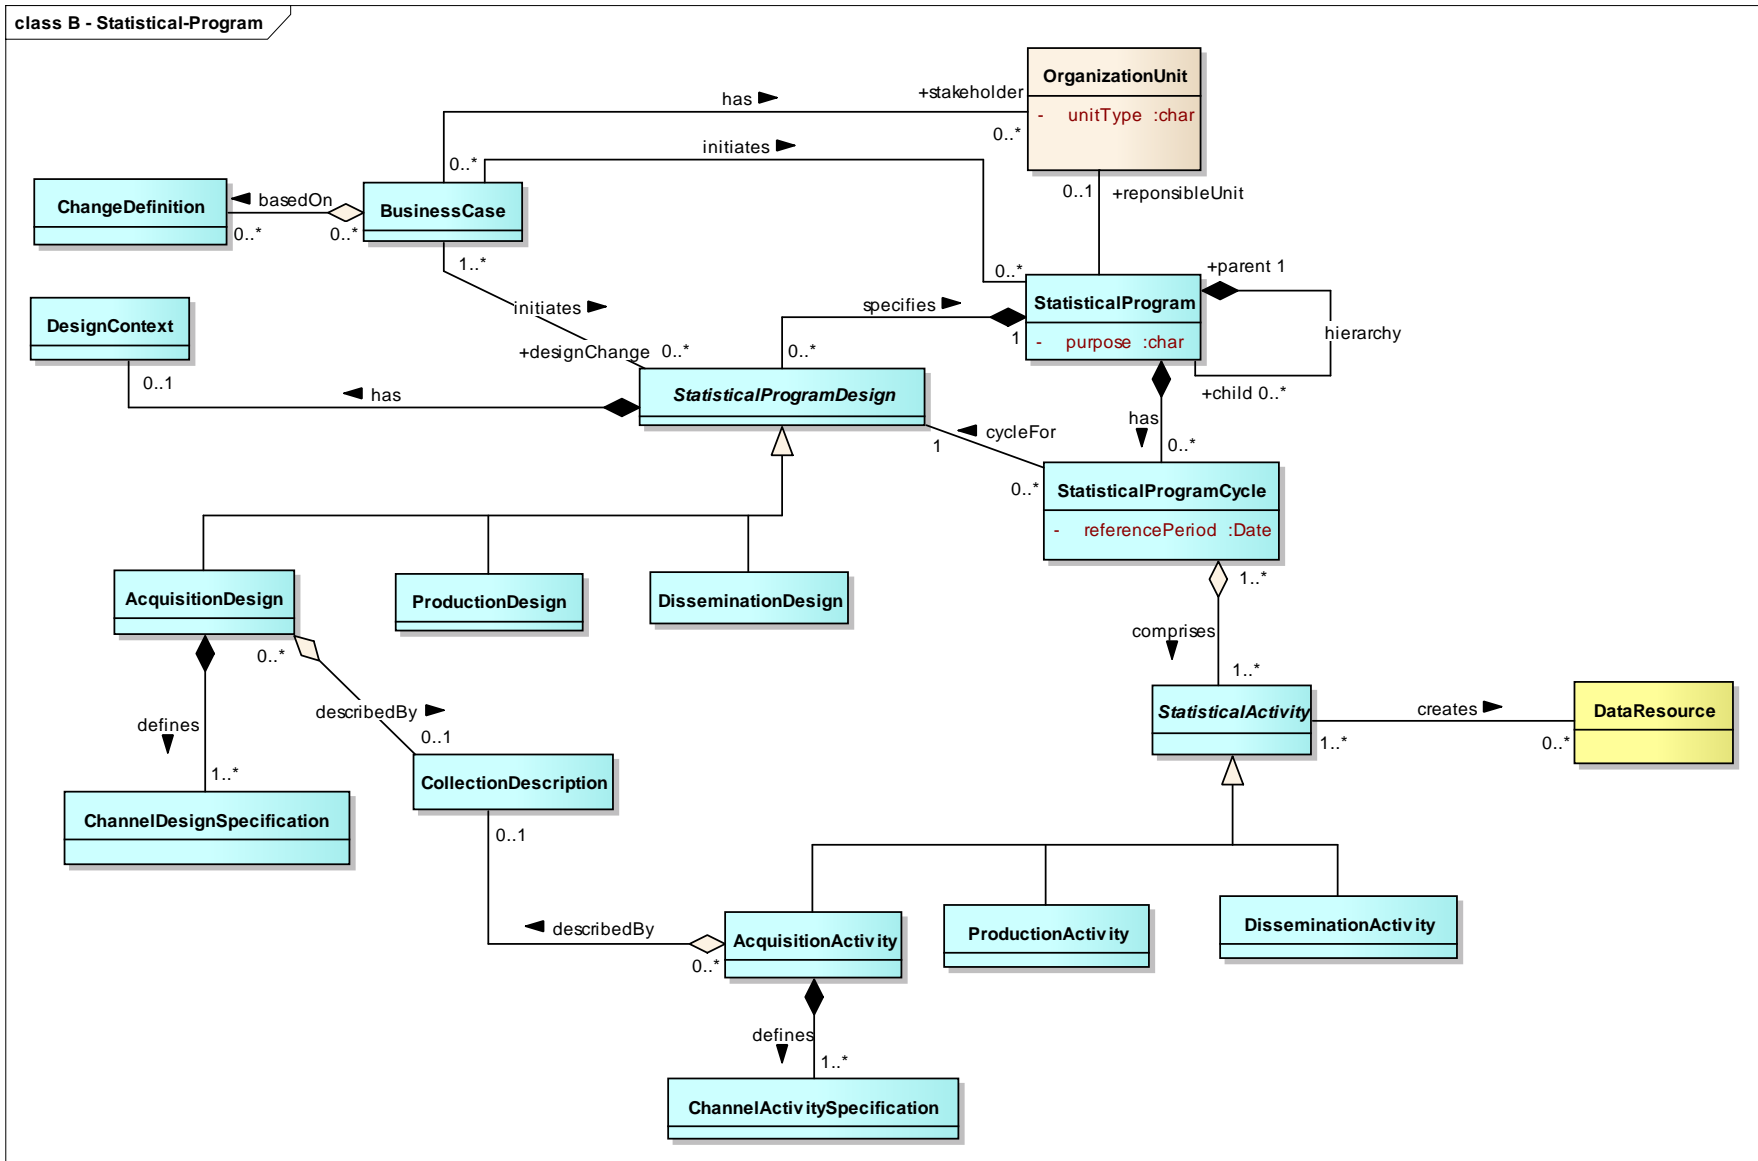 class B - Statistical-Program
OrganizationUnit
- unitType :char
has
+stakeholder
0..*
0..*
initiates
0..*
ChangeDefinition
basedOn
0..*
0..*
BusinessCase
0..1
+reponsibleUnit
1..*
initiates
+designChange 0..*
+parent 1
hierarchy
+child 0..*
StatisticalProgram
- purpose :char
specifies
1
0..*
DesignContext
0..1
has
StatisticalProgramDesign
cycleFor
1
0..*
has
0..*
StatisticalProgramCycle
- referencePeriod :Date
1..*
comprises
1..*
AcquisitionDesign
ProductionDesign
DisseminationDesign
0..*
describedBy
0..1
defines
1..*
StatisticalActivity
creates
1..*
0..*
DataResource
CollectionDescription
0..1
ChannelDesignSpecification
describedBy
0..*
AcquisitionActivity
ProductionActivity
DisseminationActivity
defines
1..*
ChannelActivitySpecification